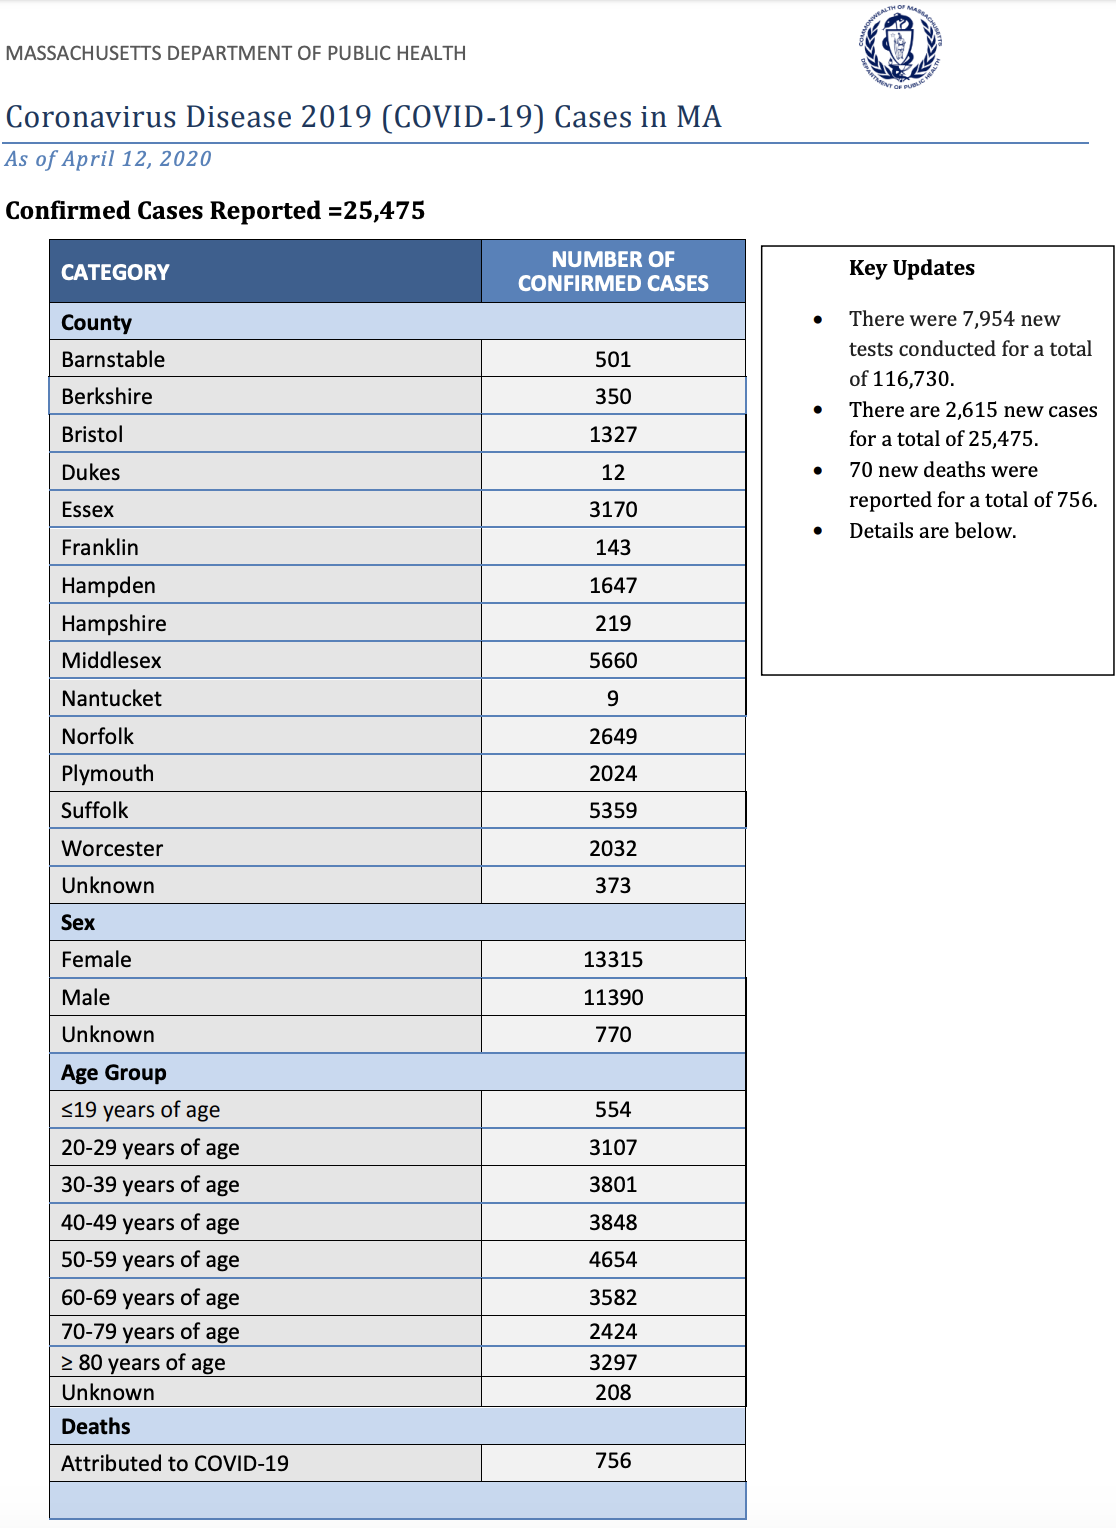 MASSACHUSETTS DEPARTMENT OF PUBLIC HEALTH
COMMONWEALTH OF MASSACHUSETTS
DEPARTMENT OF PUBLIC HEALTH
Coronavirus Disease 2019 (COVID-19) Cases in MA
As of April 12, 2020
Confirmed Cases Reported =25,475
CATEGORY NUMBER OF
CONFIRMED CASES
County
Barnstable 501
Berkshire 350
Bristol 1327
Dukes 12
Essex 3170
Franklin 143
Hampden 1647
Hampshire 219
Middlesex 5660
Nantucket 9
Norfolk 2649
Plymouth 2024
Suffolk 5359
Worcester 2032
Unknown 373
Sex
Female 13315
Male 11390
Unknown 770
Age Group
≤19 years of age 554
20-29 years of age 3107
30-39 years of age 3801
40-49 years of age 3848
50-59 years of age 4654
60-69 years of age 3582
70-79 years of age 2424
≥ 80 years of age 3297
Unknown 208
Deaths
Attributed to COVID-19 756
Key Updates
• There were 7,954 new
tests conducted for a total
of 116,730.
• There are 2,615 new cases
for a total of 25,475.
• 70 new deaths were
reported for a total of 756.
• Details are below.